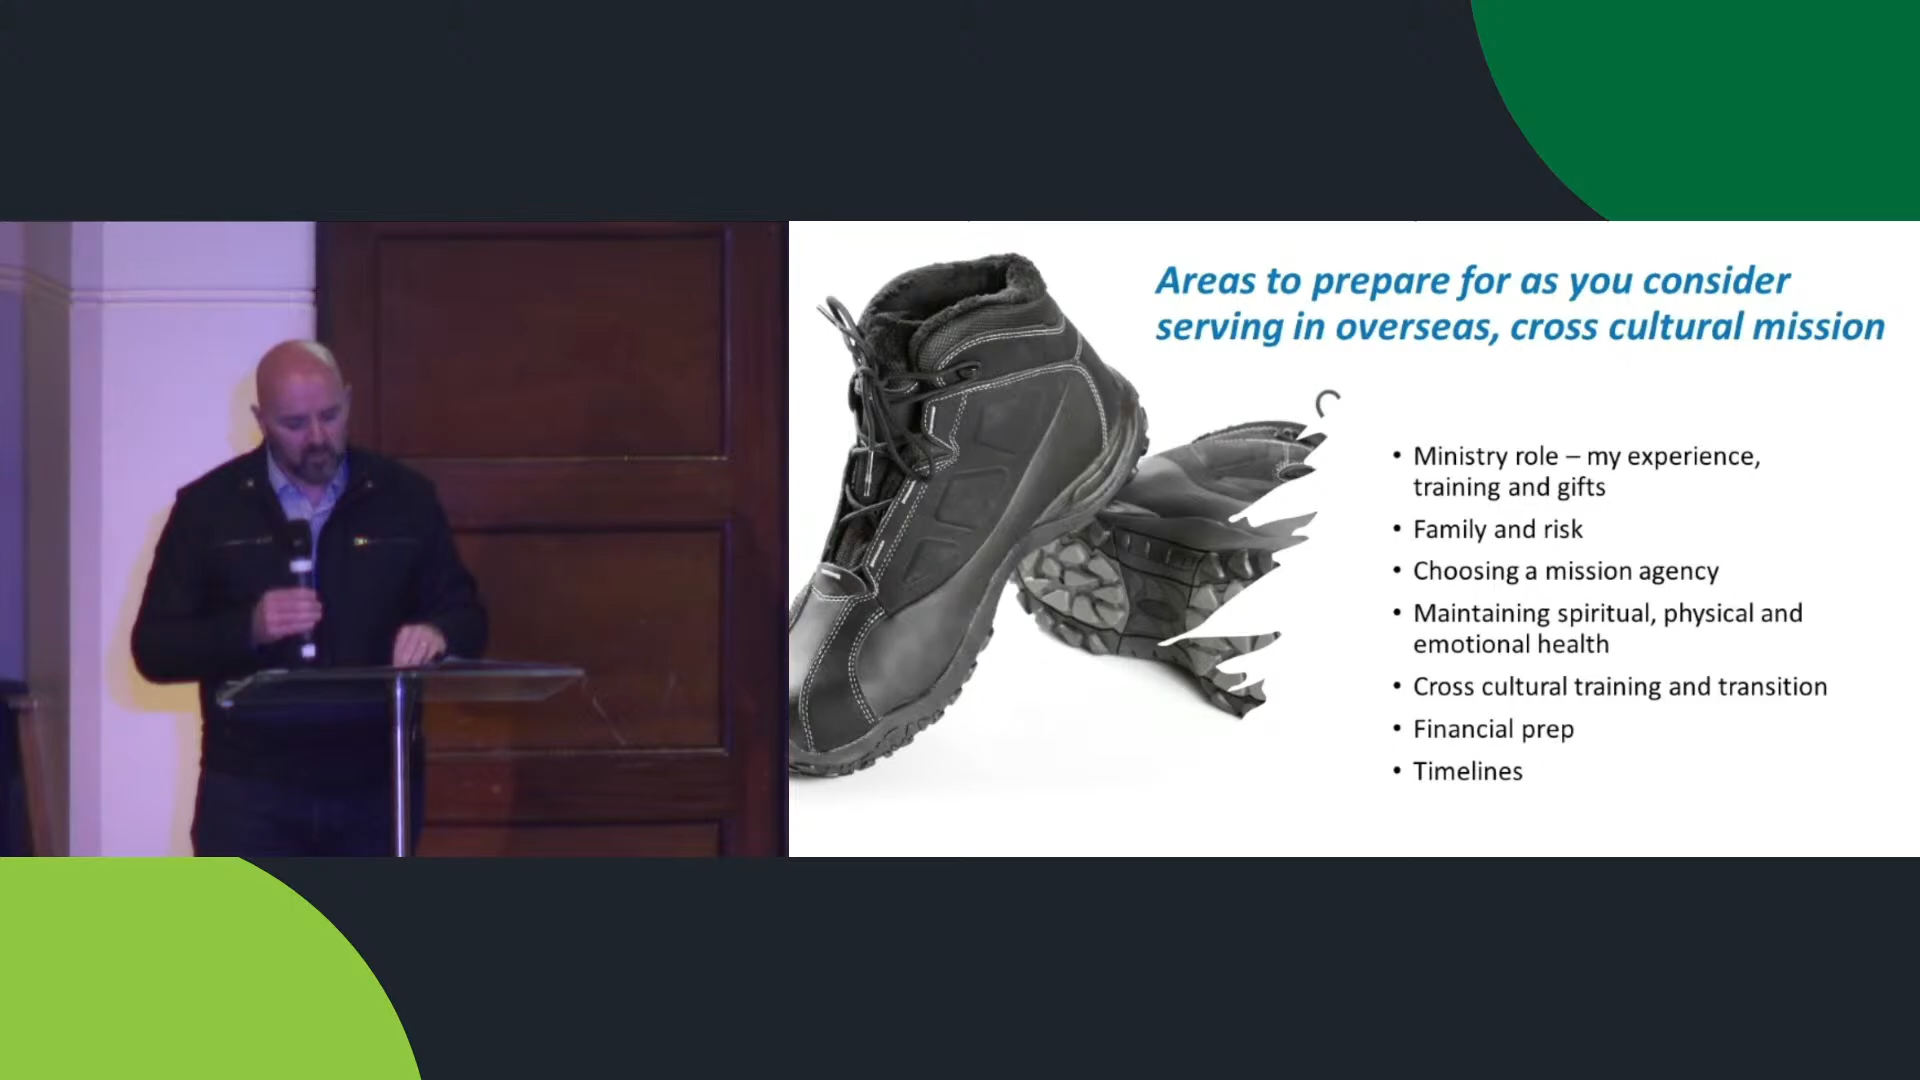 Areas to prepare for as you consider
serving in overseas, cross cultural mission
• Ministry role – my experience,
training and gifts
• Family and risk
• Choosing a mission agency
• Maintaining spiritual, physical and
emotional health
• Cross cultural training and transition
• Financial prep
• Timelines